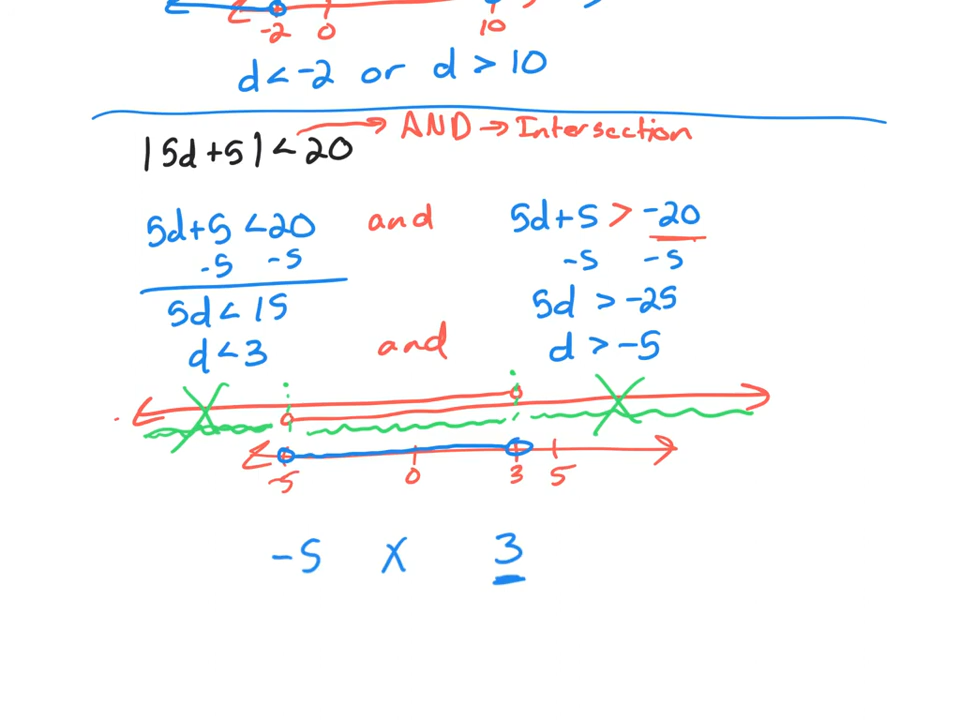 -2 0 10
d < -2 or d > 10
|5d+5| < 20 → AND → Intersection
5d+5 < 20 and 5d+5 > -20
-5 -5 -5 -5
5d < 15 5d > -25
d < 3 and d > -5
-5 0 3 5
-5 x 3